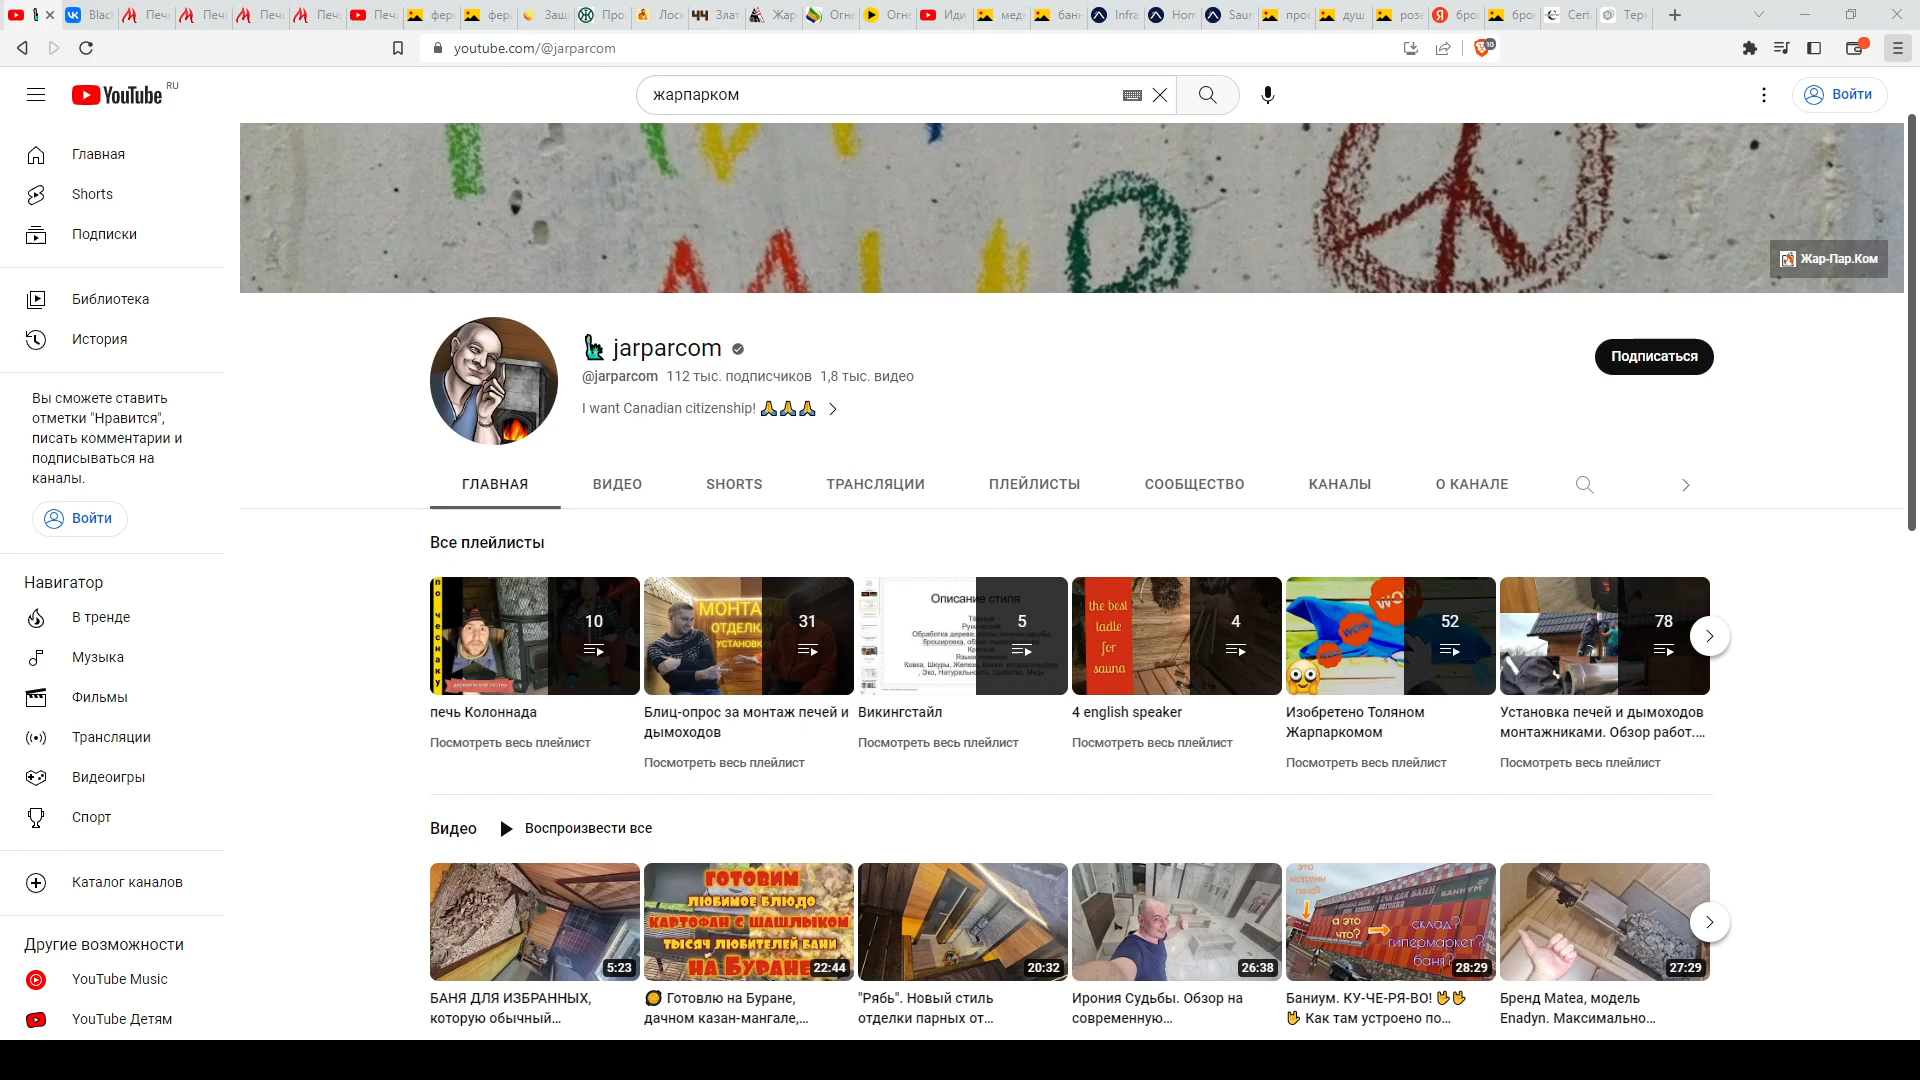 youtube.com/@jarparcom
YouTube RU
жарпарком
Войти
Главная
Shorts
Подписки
Библиотека
История
Вы сможете ставить
отметки "Нравится",
писать комментарии и
подписываться на
каналы.
Войти
Навигатор
В тренде
Музыка
Фильмы
Трансляции
Видеоигры
Спорт
Каталог каналов
Другие возможности
YouTube Music
YouTube Детям
Жар-Пар.Ком
jarparcom
@jarparcom 112 тыс. подписчиков 1,8 тыс. видео
I want Canadian citizenship! 🙏🙏🙏
Подписаться
ГЛАВНАЯ ВИДЕО SHORTS ТРАНСЛЯЦИИ ПЛЕЙЛИСТЫ СООБЩЕСТВО КАНАЛЫ О КАНАЛЕ
Все плейлисты
10
печь Колоннада
Посмотреть весь плейлист
31
Блиц-опрос за монтаж печей и
дымоходов
Посмотреть весь плейлист
Описание стиля
5
Викингстайл
Посмотреть весь плейлист
the best
ladle
for
sauna
4
4 english speaker
Посмотреть весь плейлист
WOW
52
Изобретено Толяном
Жарпаркомом
Посмотреть весь плейлист
78
Установка печей и дымоходов
монтажниками. Обзор работ....
Посмотреть весь плейлист
Видео Воспроизвести все
5:23
БАНЯ ДЛЯ ИЗБРАННЫХ,
которую обычный...
ГОТОВИМ
ЛЮБИМОЕ БЛЮДО
КАРТОФАН С ШАШЛЫКОМ
ТЫСЯЧ ЛЮБИТЕЛЕЙ БАНИ
НА БУРАНЕ
22:44
Готовлю на Буране,
дачном казан-мангале,...
20:32
"Рябь". Новый стиль
отделки парных от...
26:38
Ирония Судьбы. Обзор на
современную...
а это
что?
склад?
гипермаркет?
баня?
28:29
Баниум. КУ-ЧЕ-РЯ-ВО! 🤟🤟
🤟 Как там устроено по...
27:29
Бренд Matea, модель
Enadyn. Максимально...